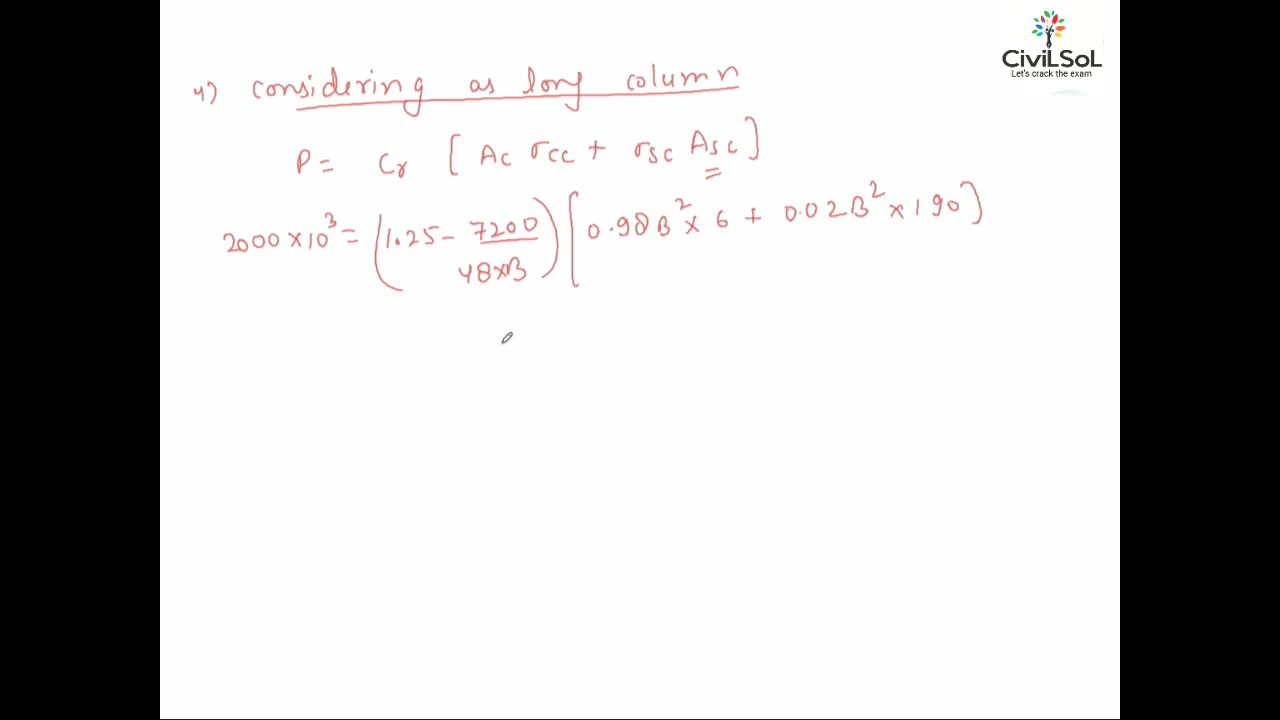 CiviLSoL
Let's crack the exam
4) considering as long column
P = Cr [ Ac σcc + σsc Asc ]
2000 × 10³ = (1.25 - 7200 / 48×B) [ 0.98B² × 6 + 0.02B² × 190 ]